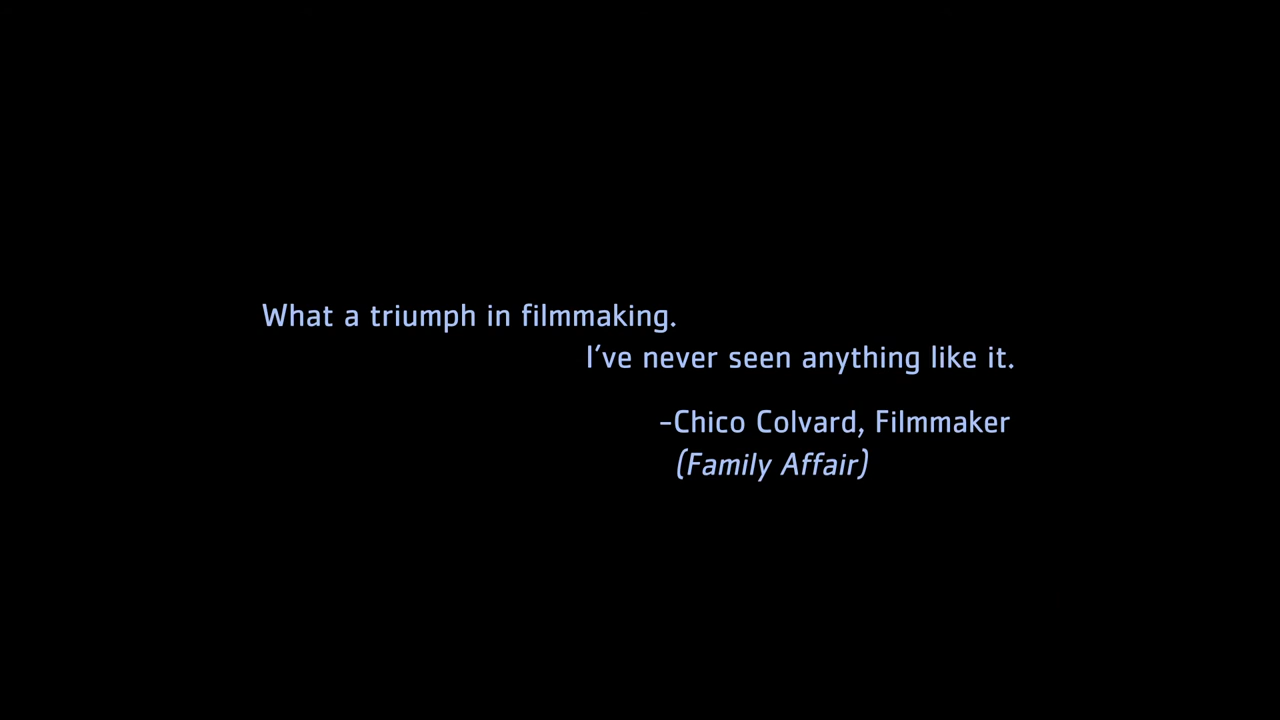 What a triumph in filmmaking.
I've never seen anything like it.
-Chico Colvard, Filmmaker
(Family Affair)